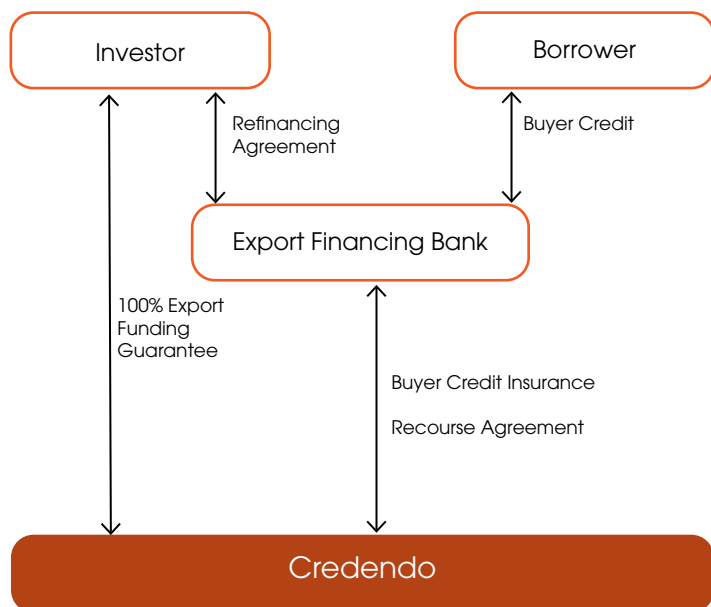 Investor
Borrower
Refinancing
Agreement
Buyer Credit
Export Financing Bank
100% Export
Funding
Guarantee
Buyer Credit Insurance
Recourse Agreement
Credendo